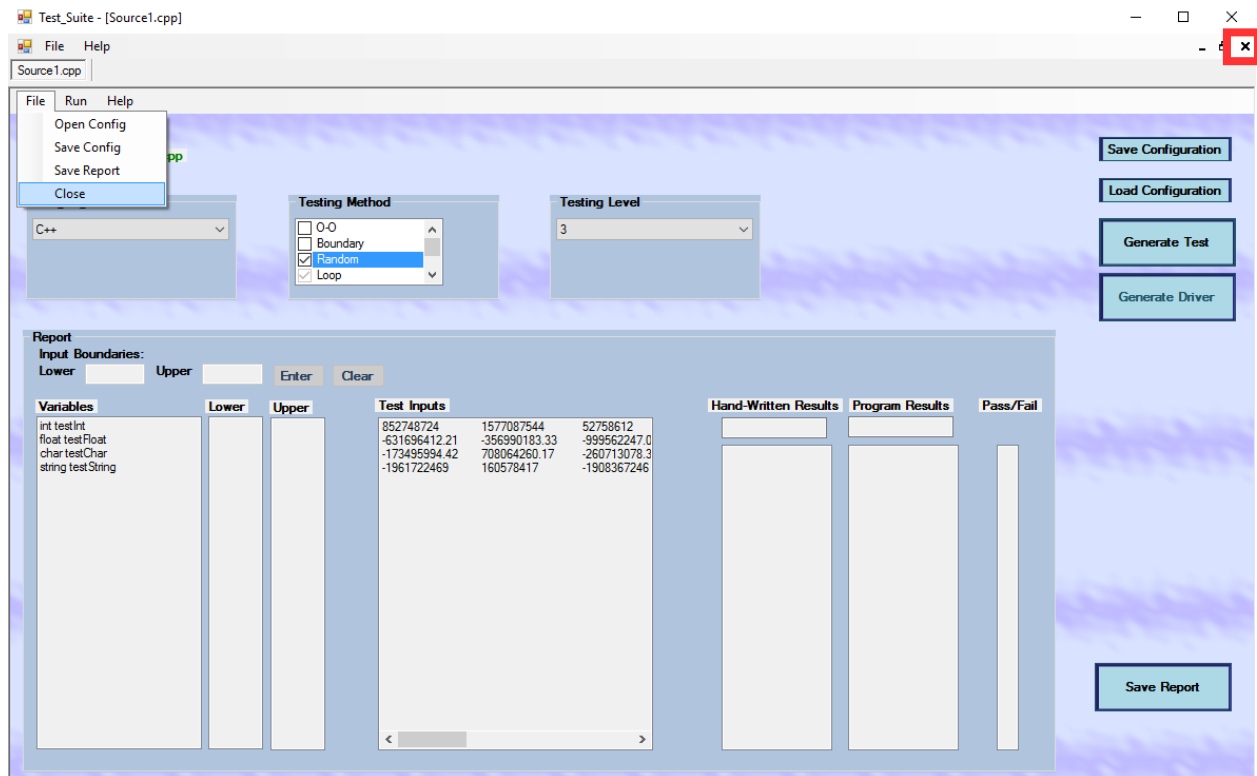 Test_Suite - [Source1.cpp]
File Help
Source1.cpp
File Run Help
Open Config
Save Config
Save Report
Close
pp
Save Configuration
Load Configuration
Generate Test
Generate Driver
Testing Method
Testing Level
C++
O-O
Boundary
Random
Loop
3
Report
Input Boundaries:
Lower Upper Enter Clear
Variables Lower Upper Test Inputs Hand-Written Results Program Results Pass/Fail
int testInt
float testFloat
char testChar
string testString
852748724 1577087544 52758612
-631696412.21 -356990183.33 -999562247.0
-173495994.42 708064260.17 -260713078.3
-1961722469 160578417 -1908367246
Save Report